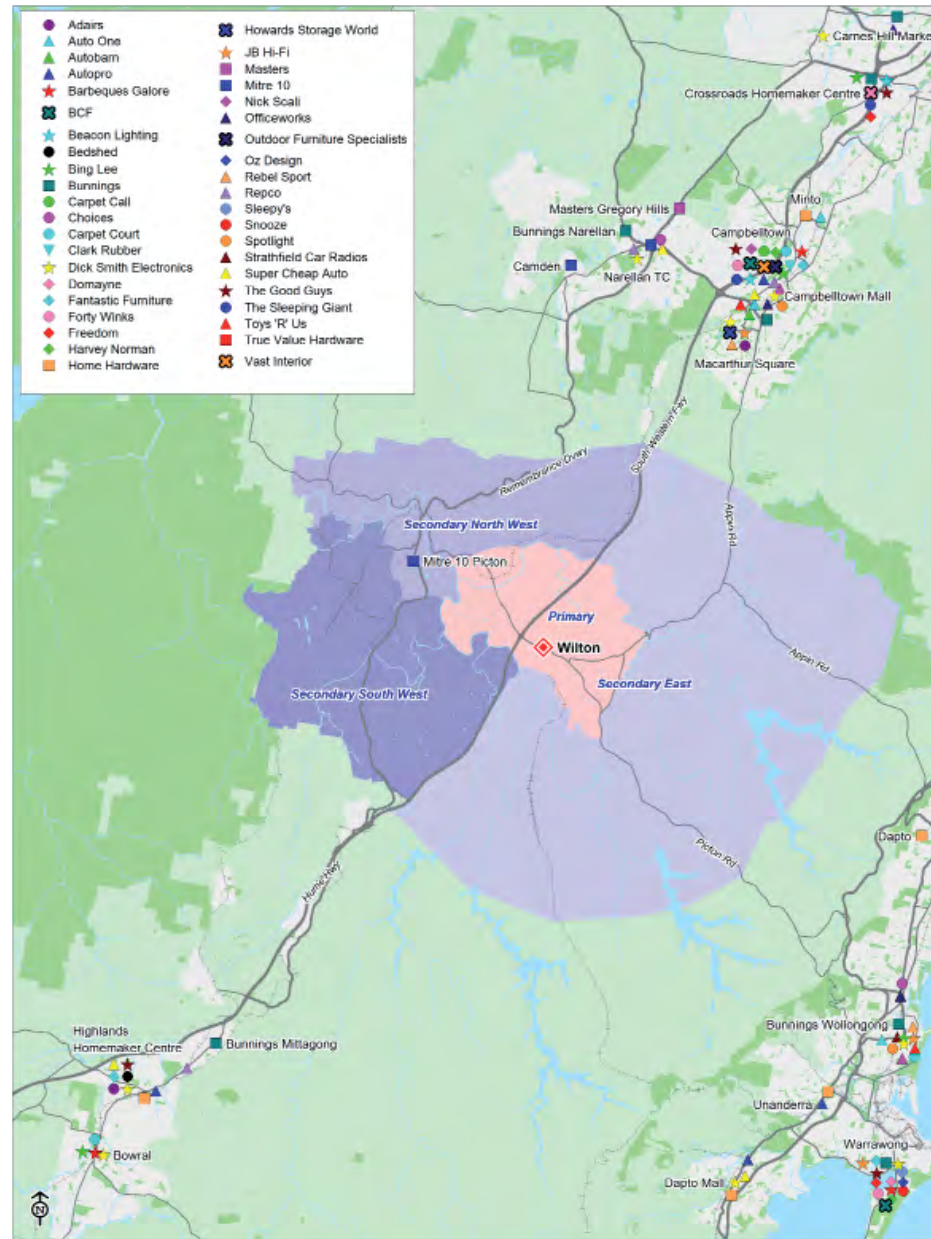 Adairs
Auto One
Autobarn
Autopro
Barbeques Galore
BCF
Beacon Lighting
Bedshed
Bing Lee
Bunnings
Carpet Call
Choices
Carpet Court
Clark Rubber
Dick Smith Electronics
Domayne
Fantastic Furniture
Forty Winks
Freedom
Harvey Norman
Home Hardware
Howards Storage World
JB Hi-Fi
Masters
Mitre 10
Nick Scali
Officeworks
Outdoor Furniture Specialists
Oz Design
Rebel Sport
Repco
Sleepy's
Snooze
Spotlight
Strathfield Car Radios
Super Cheap Auto
The Good Guys
The Sleeping Giant
Toys 'R' Us
True Value Hardware
Vast Interior
Carnes Hill Marke
Crossroads Homemaker Centre
Minto
Masters Gregory Hills
Bunnings Narellan
Campbelltown
Camden
Narellan TC
Campbelltown Mall
Macarthur Square
South Western Fwy
Remembrance Dvwy
Appin Rd
Secondary North West
Mitre 10 Picton
Primary
Wilton
Appin Rd
Secondary South West
Secondary East
Picton Rd
Dapto
Hume Hwy
Highlands
Homemaker Centre
Bunnings Mittagong
Bunnings Wollongong
Unanderra
Warrawong
Bowral
Dapto Mall